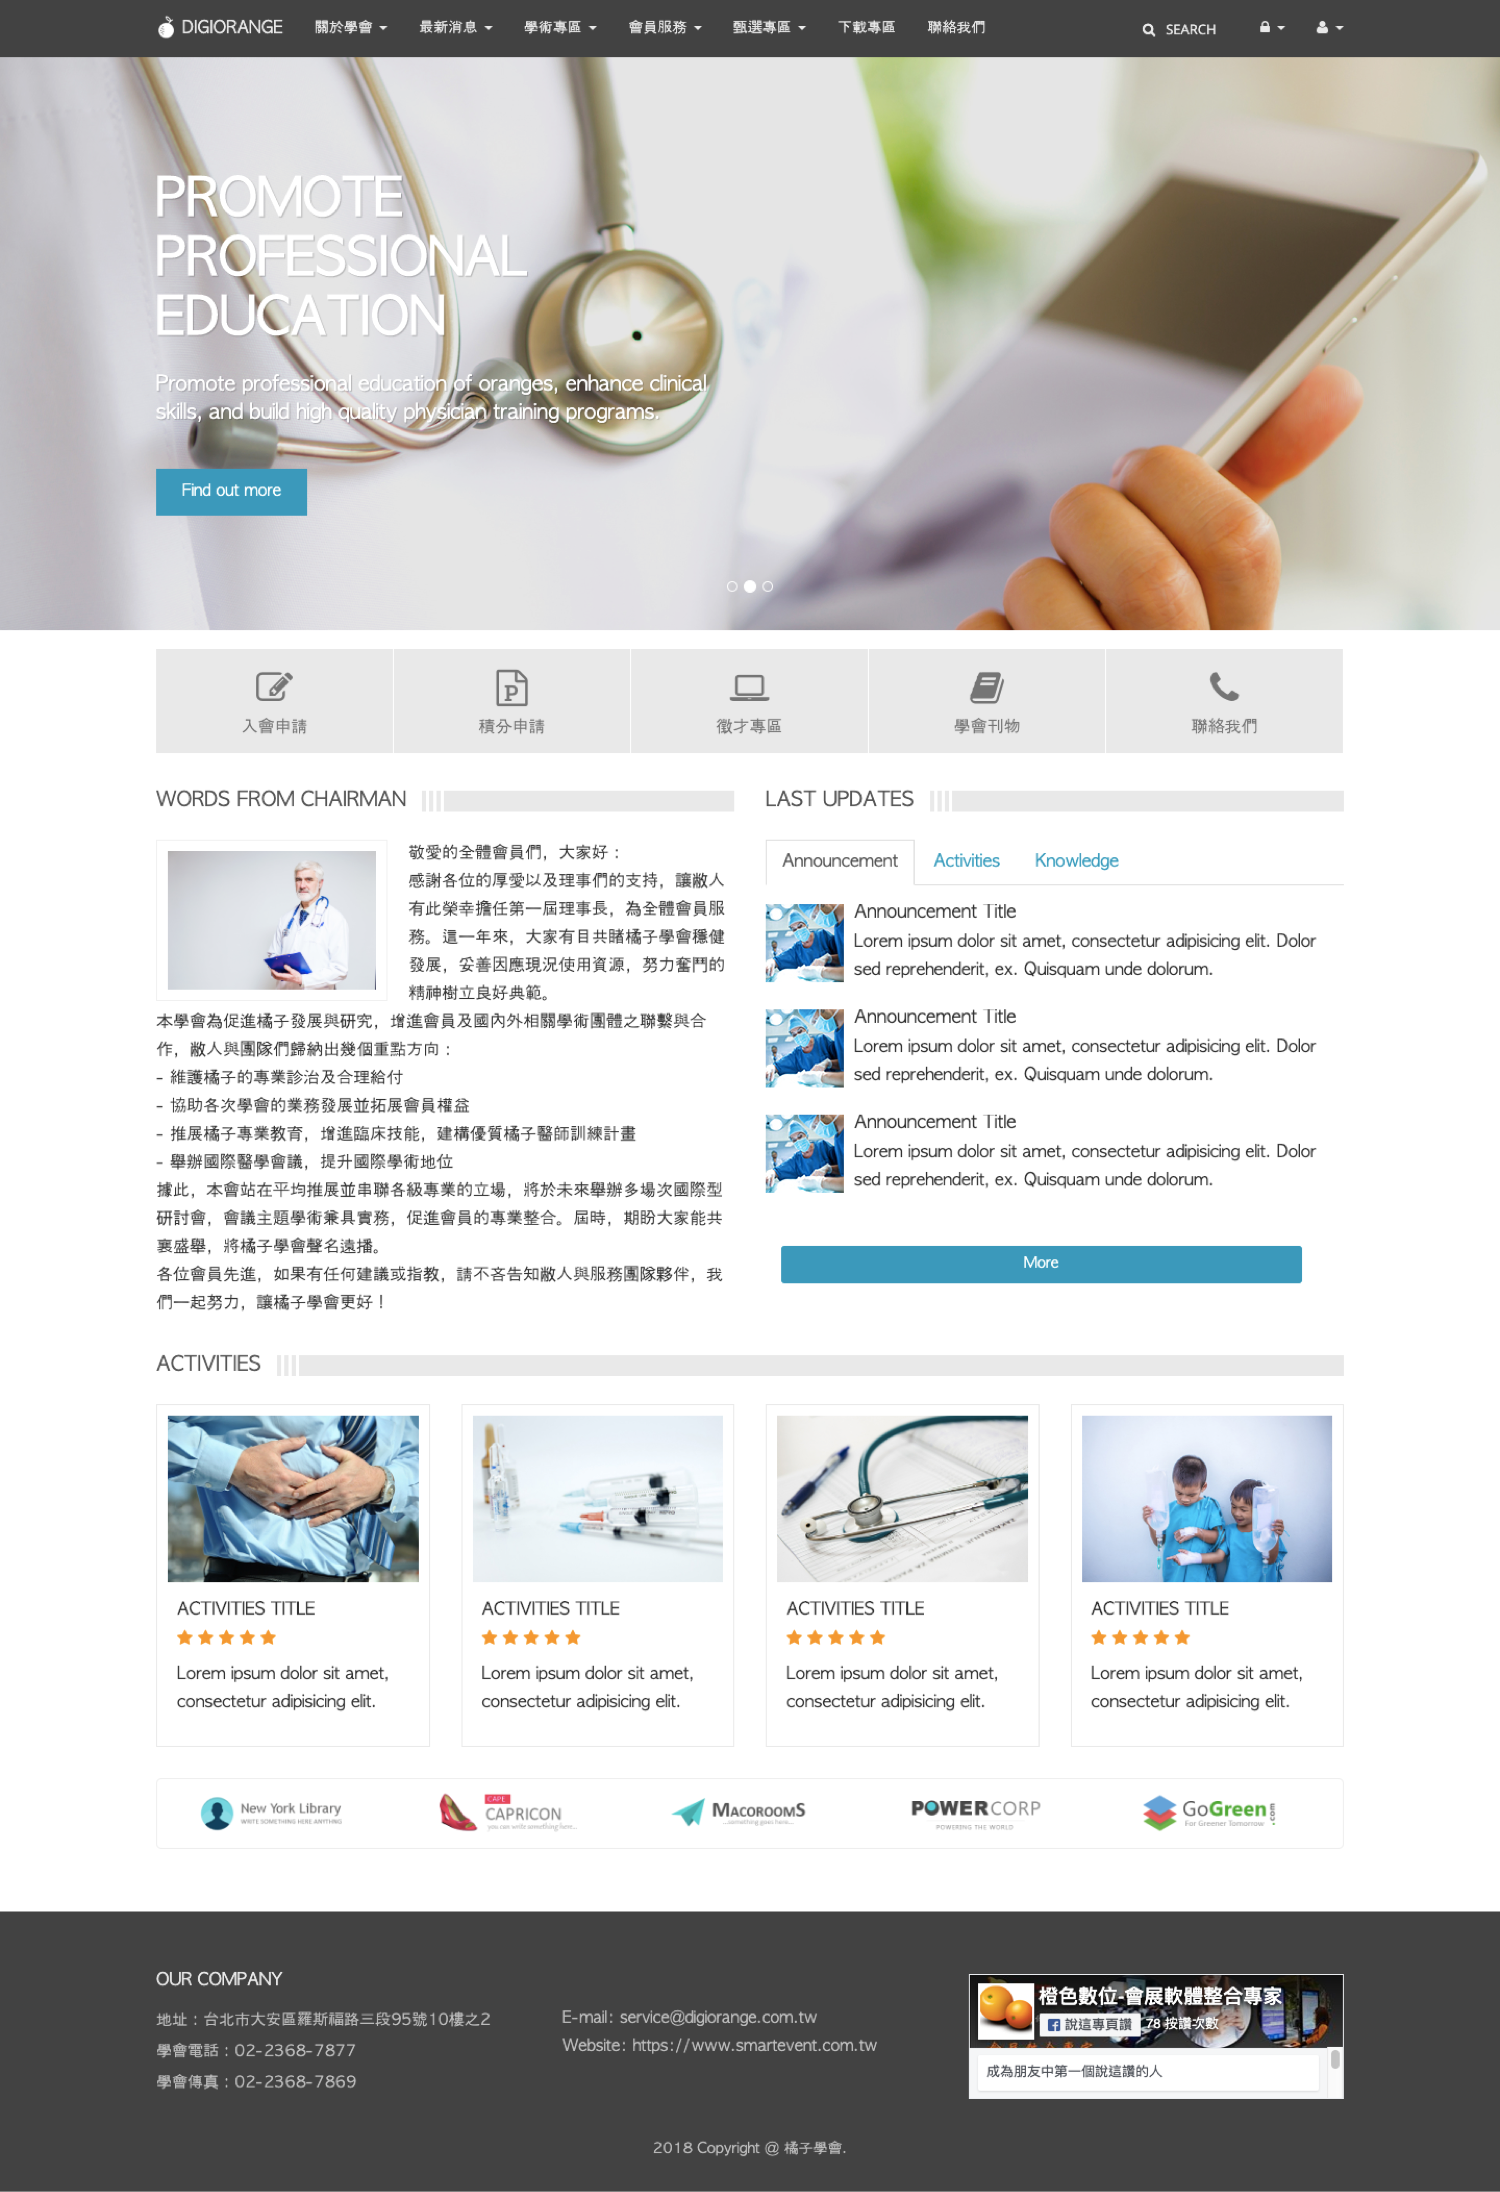 DIGIORANGE 關於學會 最新消息 學術專區 會員服務 甄選專區 下載專區 聯絡我們 SEARCH
PROMOTE
PROFESSIONAL
EDUCATION
Promote professional education of oranges, enhance clinical
skills, and build high quality physician training programs.
Find out more
入會申請 積分申請 徵才專區 學會刊物 聯絡我們
WORDS FROM CHAIRMAN
敬愛的全體會員們，大家好：
感謝各位的厚愛以及理事們的支持，讓敝人
有此榮幸擔任第一屆理事長，為全體會員服
務。這一年來，大家有目共睹橘子學會穩健
發展，妥善因應現況使用資源，努力奮鬥的
精神樹立良好典範。
本學會為促進橘子發展與研究，增進會員及國內外相關學術團體之聯繫與合
作，敝人與團隊們歸納出幾個重點方向：
- 維護橘子的專業診治及合理給付
- 協助各次學會的業務發展並拓展會員權益
- 推展橘子專業教育，增進臨床技能，建構優質橘子醫師訓練計畫
- 舉辦國際醫學會議，提升國際學術地位
據此，本會站在平均推展並串聯各級專業的立場，將於未來舉辦多場次國際型
研討會，會議主題學術兼具實務，促進會員的專業整合。屆時，期盼大家能共
襄盛舉，將橘子學會聲名遠播。
各位會員先進，如果有任何建議或指教，請不吝告知敝人與服務團隊夥伴，我
們一起努力，讓橘子學會更好！
LAST UPDATES
Announcement Activities Knowledge
Announcement Title
Lorem ipsum dolor sit amet, consectetur adipisicing elit. Dolor
sed reprehenderit, ex. Quisquam unde dolorum.
Announcement Title
Lorem ipsum dolor sit amet, consectetur adipisicing elit. Dolor
sed reprehenderit, ex. Quisquam unde dolorum.
Announcement Title
Lorem ipsum dolor sit amet, consectetur adipisicing elit. Dolor
sed reprehenderit, ex. Quisquam unde dolorum.
More
ACTIVITIES
ACTIVITIES TITLE
Lorem ipsum dolor sit amet,
consectetur adipisicing elit.
ACTIVITIES TITLE
Lorem ipsum dolor sit amet,
consectetur adipisicing elit.
ACTIVITIES TITLE
Lorem ipsum dolor sit amet,
consectetur adipisicing elit.
ACTIVITIES TITLE
Lorem ipsum dolor sit amet,
consectetur adipisicing elit.
New York Library
WRITE SOMETHING HERE ANYTHNG
CAPE
CAPRICON
you can write something here...
MACOROOMS
...something goes here...
POWERCORP
POWERING THE WORLD
GoGreen.com
For Greener Tomorrow
OUR COMPANY
地址：台北市大安區羅斯福路三段95號10樓之2
學會電話：02-2368-7877
學會傳真：02-2368-7869
E-mail: service@digiorange.com.tw
Website: https://www.smartevent.com.tw
橙色數位-會展軟體整合專家
說這專頁讚 78 按讚次數
成為朋友中第一個說這讚的人
2018 Copyright @ 橘子學會.